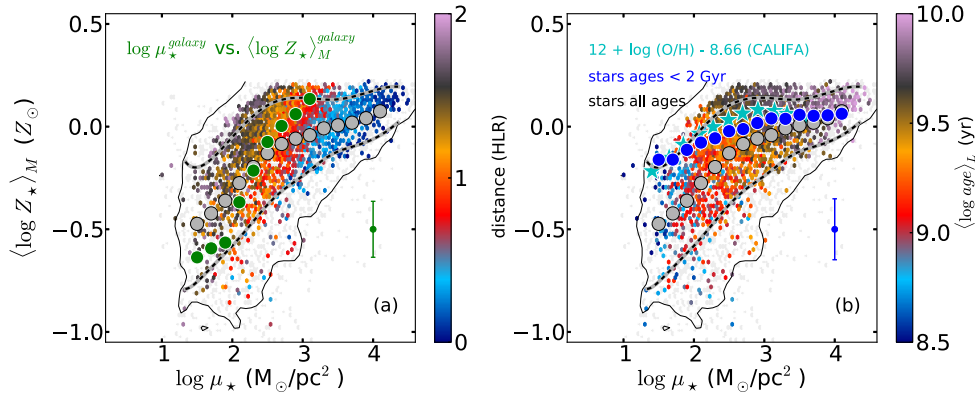 log μ⋆^galaxy vs. ⟨log Z⋆⟩M^galaxy
0.5
0.0
−0.5
−1.0
⟨log Z⋆⟩M (Z⊙)
1 2 3 4
log μ⋆ (M⊙/pc²)
(a)
2
1
0
distance (HLR)
12 + log (O/H) - 8.66 (CALIFA)
stars ages < 2 Gyr
stars all ages
0.5
0.0
−0.5
−1.0
1 2 3 4
log μ⋆ (M⊙/pc²)
(b)
10.0
9.5
9.0
8.5
⟨log age⟩L (yr)